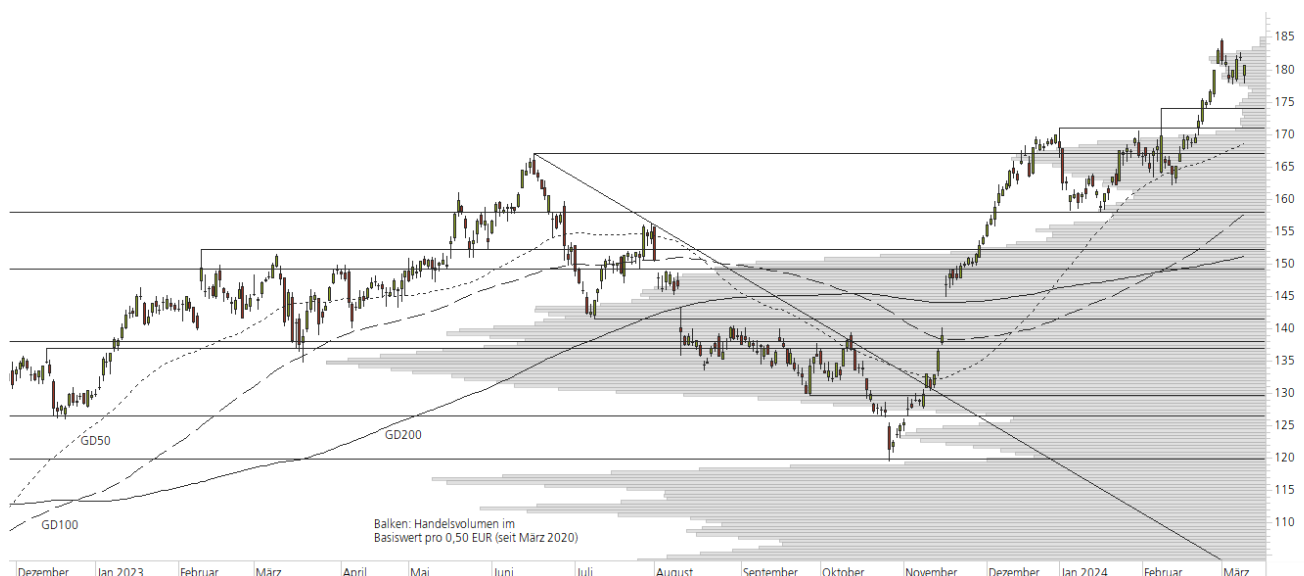 185
180
175
170
165
160
155
150
145
140
135
130
125
120
115
110
GD50
GD200
GD100
Balken: Handelsvolumen im
Basiswert pro 0,50 EUR (seit März 2020)
Dezember Jan 2023 Februar März April Mai Juni Juli August September Oktober November Dezember Jan 2024 Februar März